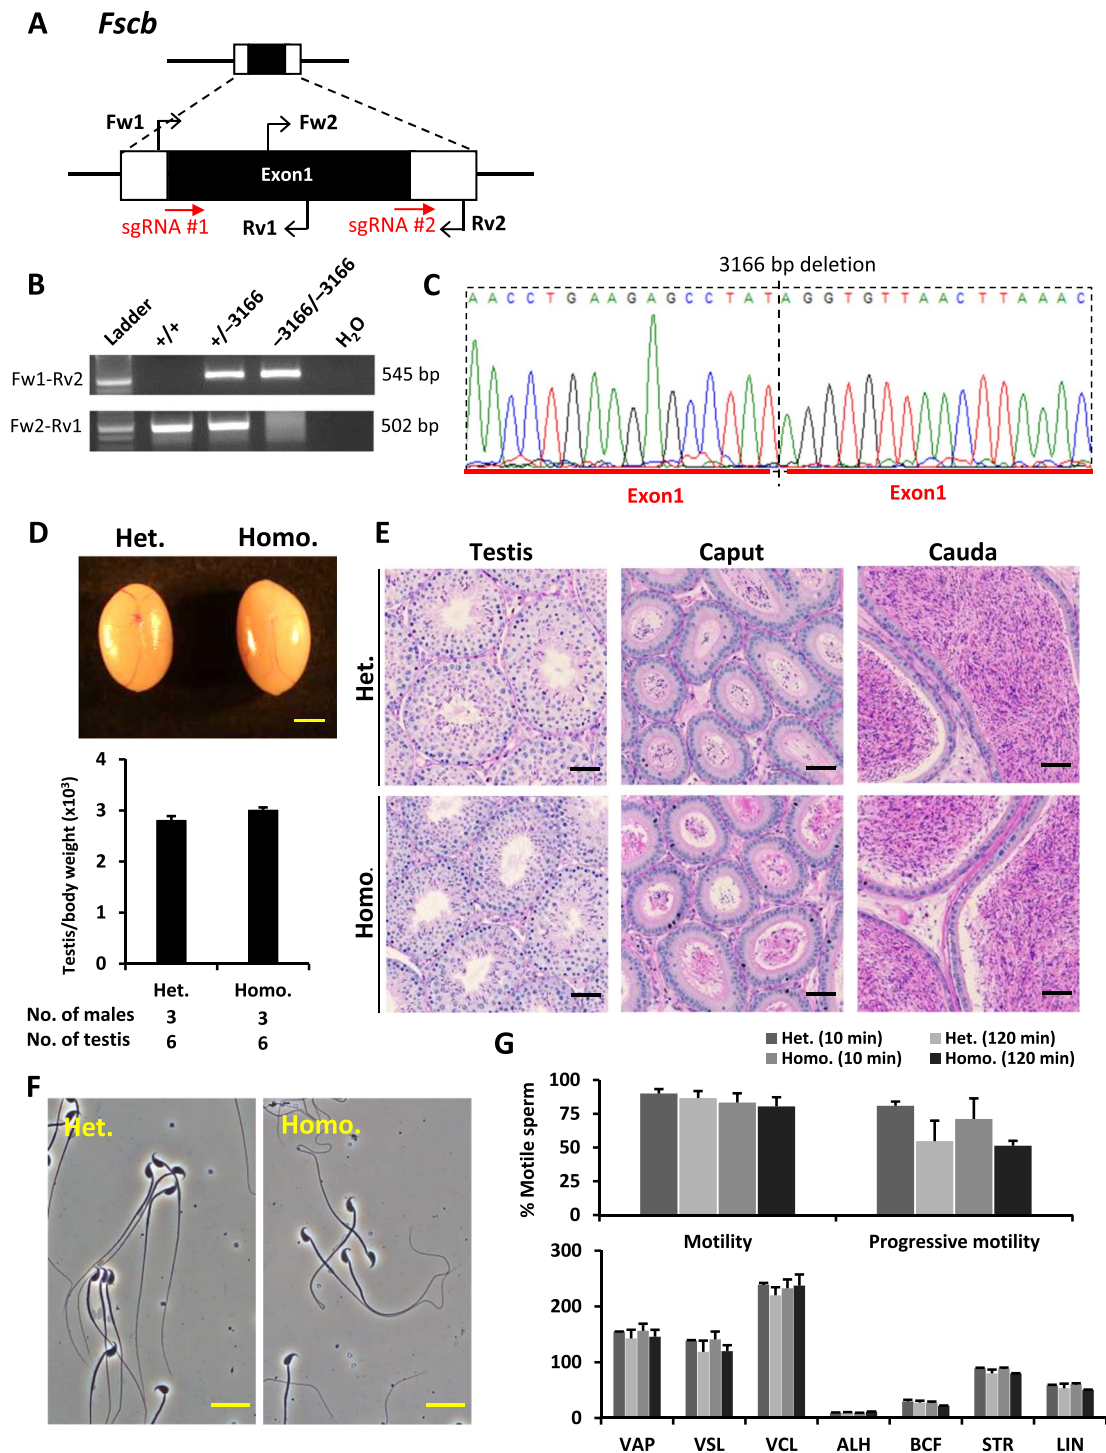 A
Fscb
Fw1
Fw2
Exon1
sgRNA #1
Rv1
sgRNA #2
Rv2
B
Ladder
+/+
+/−3166
−3166/−3166
H2O
Fw1-Rv2
545 bp
Fw2-Rv1
502 bp
C
3166 bp deletion
AACCTGAAGAGCCTATAGGTGTTAACTTAAAC
Exon1
Exon1
D
Het.
Homo.
Testis/body weight (x10³)
4
3
2
1
0
Het.
Homo.
No. of males
3
3
No. of testis
6
6
E
Testis
Caput
Cauda
Het.
Homo.
F
Het.
Homo.
G
Het. (10 min)
Het. (120 min)
Homo. (10 min)
Homo. (120 min)
% Motile sperm
100
75
50
25
0
Motility
Progressive motility
300
200
100
0
VAP
VSL
VCL
ALH
BCF
STR
LIN